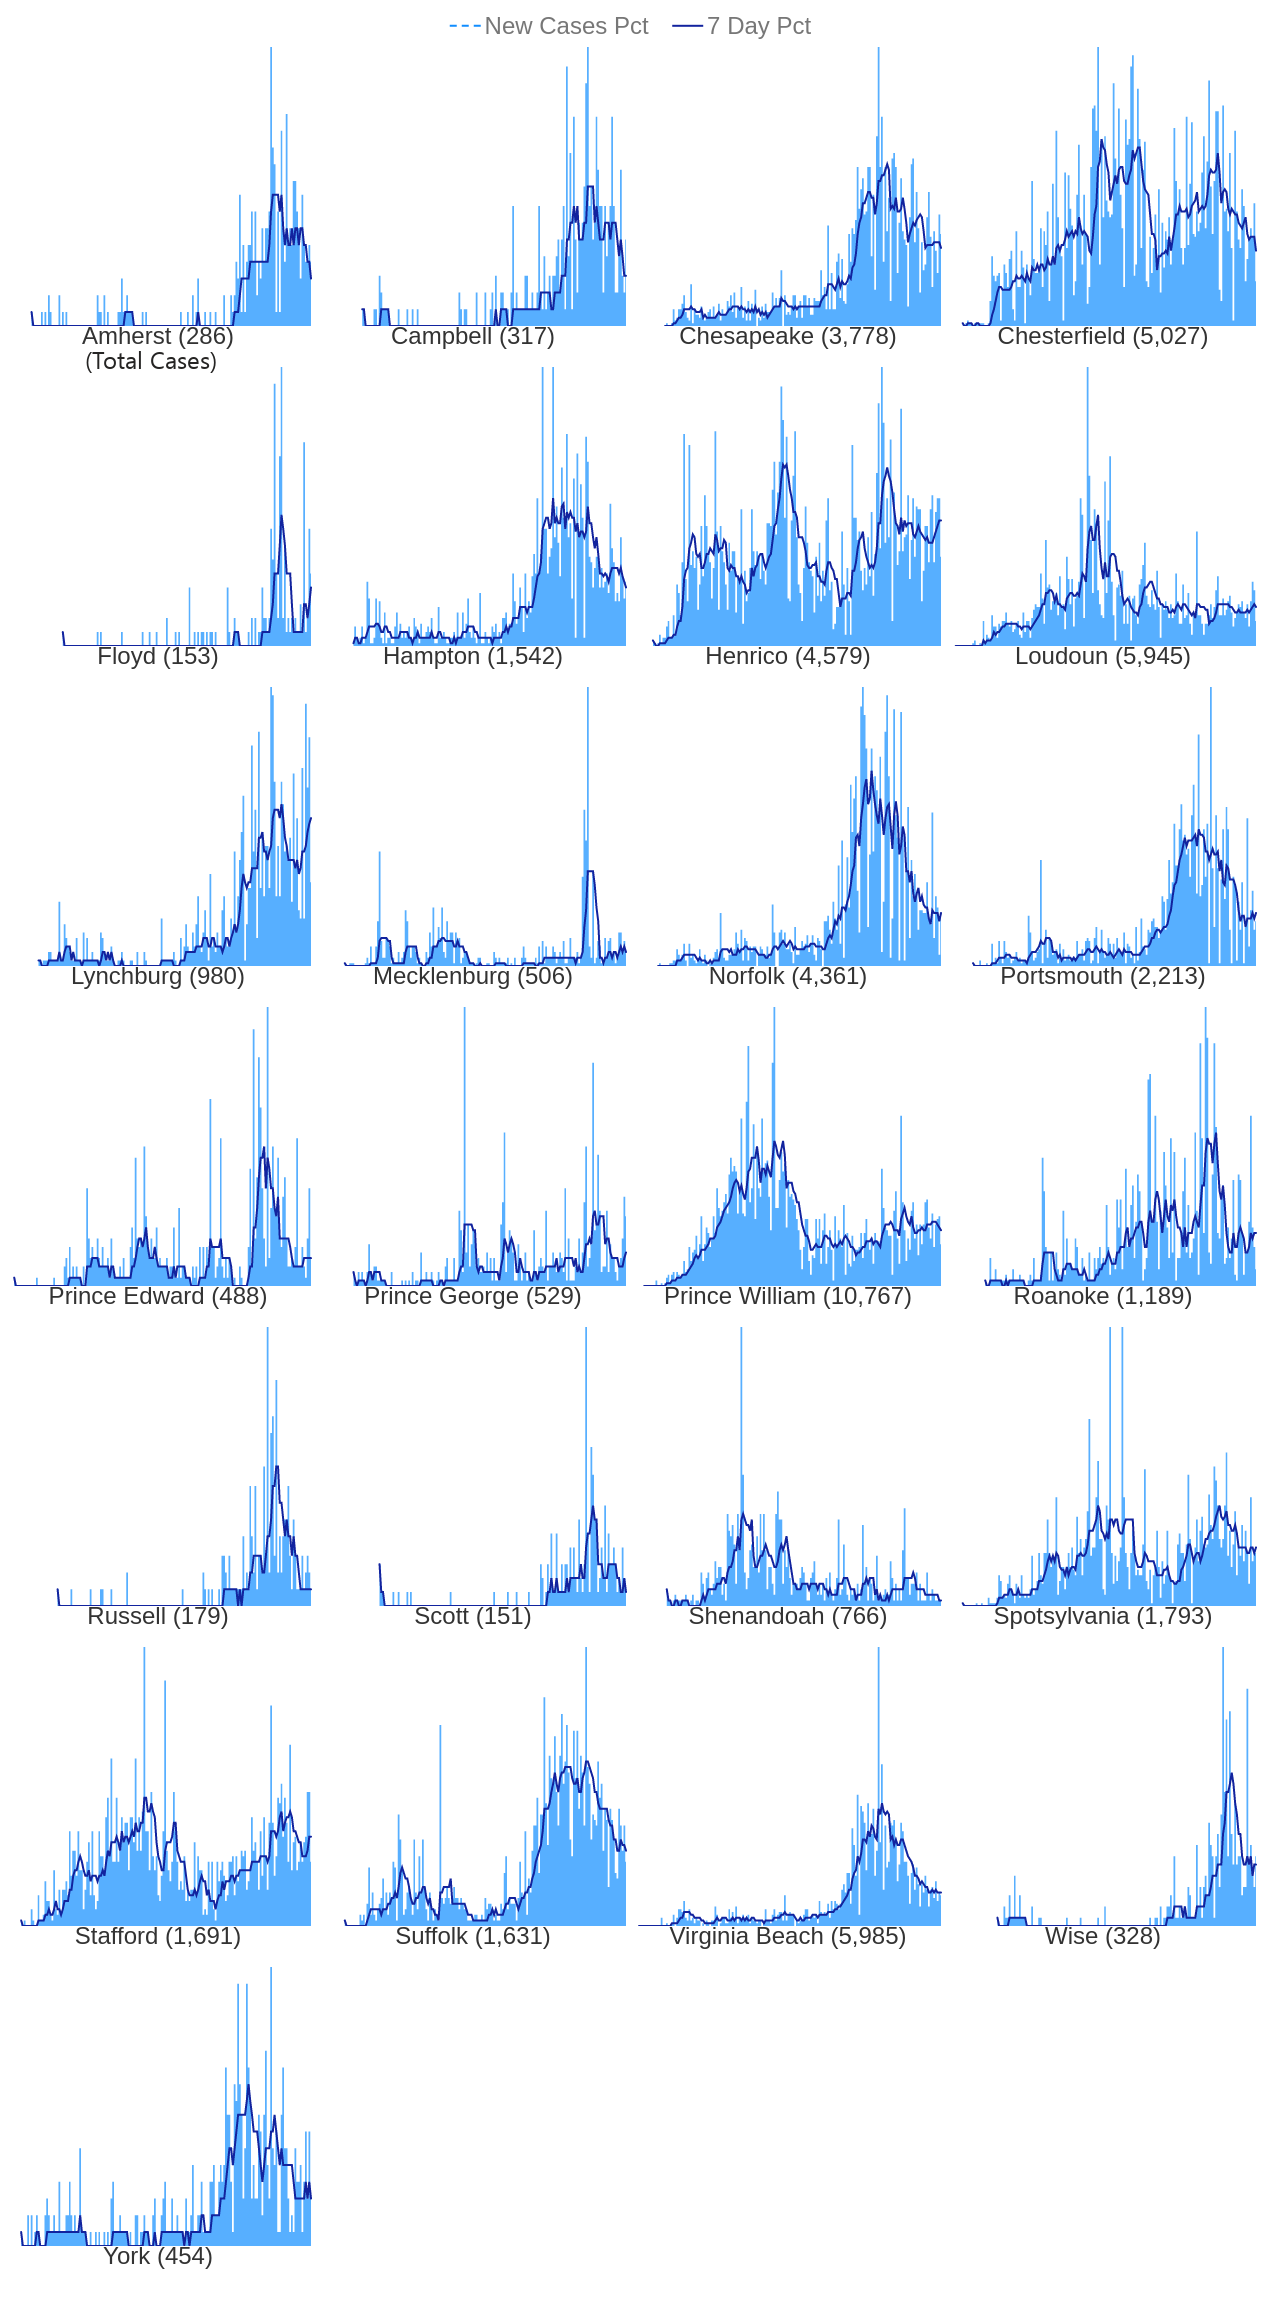 New Cases Pct 7 Day Pct
Amherst (286) Campbell (317) Chesapeake (3,778) Chesterfield (5,027)
(Total Cases)
Floyd (153) Hampton (1,542) Henrico (4,579) Loudoun (5,945)
Lynchburg (980) Mecklenburg (506) Norfolk (4,361) Portsmouth (2,213)
Prince Edward (488) Prince George (529) Prince William (10,767) Roanoke (1,189)
Russell (179) Scott (151) Shenandoah (766) Spotsylvania (1,793)
Stafford (1,691) Suffolk (1,631) Virginia Beach (5,985) Wise (328)
York (454)